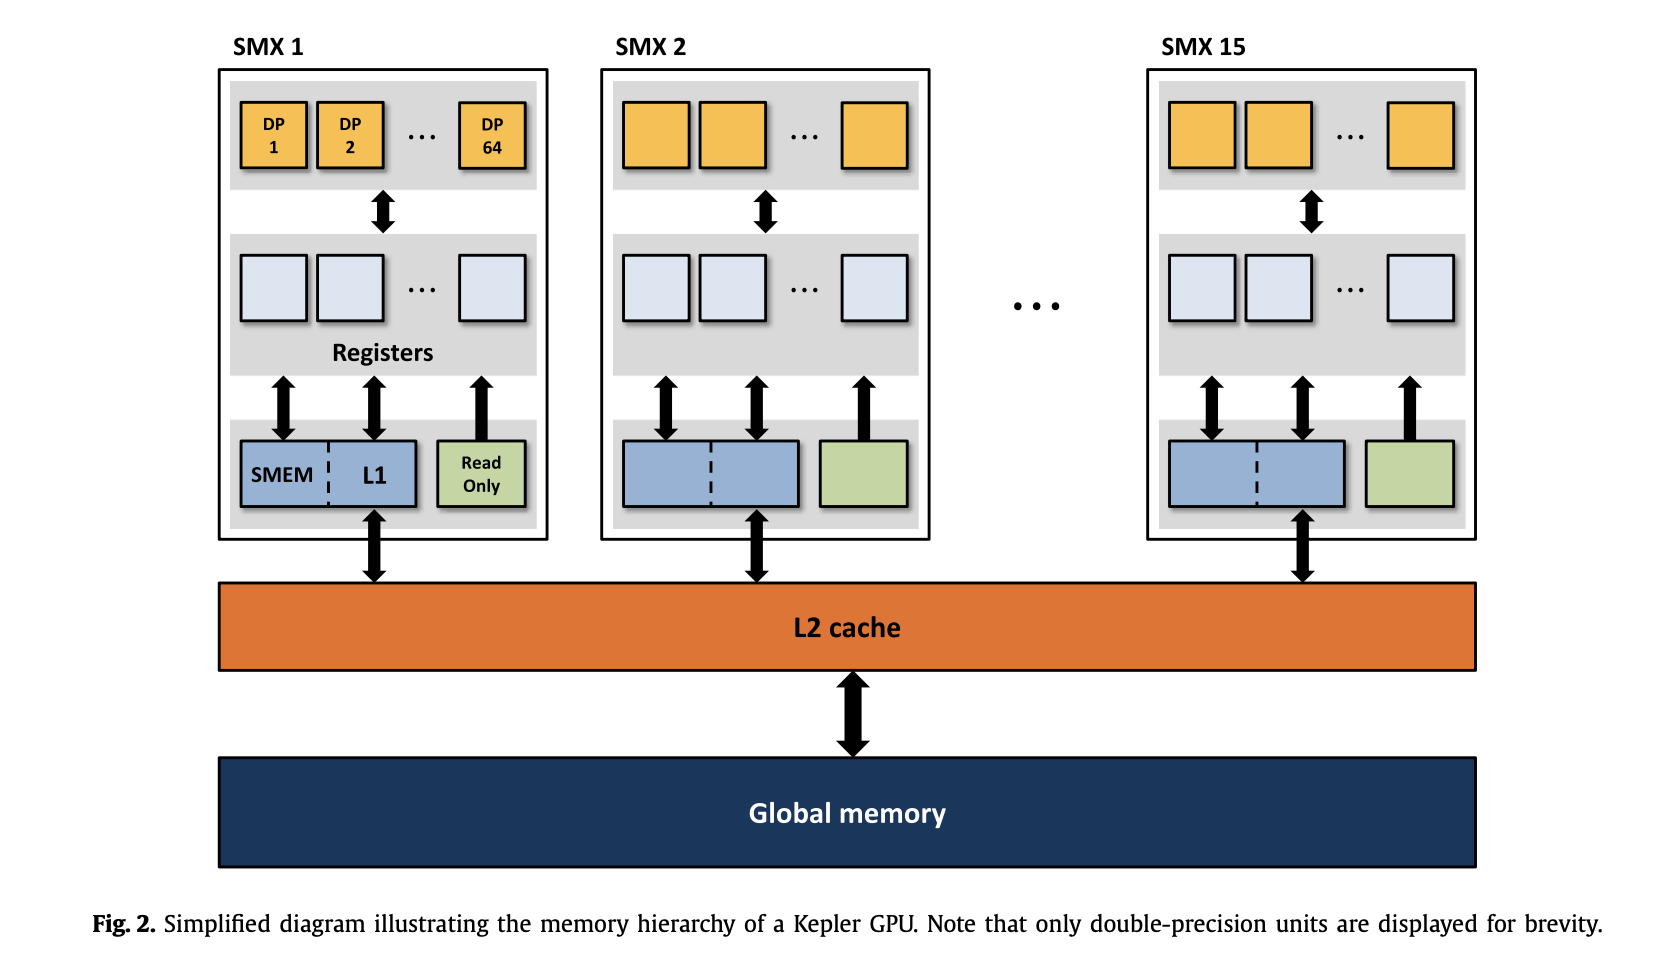 SMX 1
SMX 2
SMX 15
DP
1
DP
2
...
DP
64
...
...
...
...
...
...
Registers
SMEM
L1
Read
Only
L2 cache
Global memory
Fig. 2. Simplified diagram illustrating the memory hierarchy of a Kepler GPU. Note that only double-precision units are displayed for brevity.